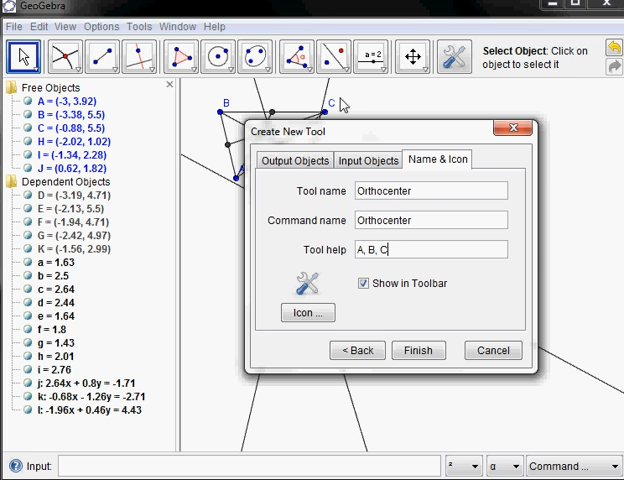 GeoGebra
File Edit View Options Tools Window Help
a = 2
Select Object: Click on
object to select it
Free Objects
A = (-3, 3.92)
B = (-3.38, 5.5)
C = (-0.88, 5.5)
H = (-2.02, 1.02)
I = (-1.34, 2.28)
J = (0.62, 1.82)
Dependent Objects
D = (-3.19, 4.71)
E = (-2.13, 5.5)
F = (-1.94, 4.71)
G = (-2.42, 4.97)
K = (-1.56, 2.99)
a = 1.63
b = 2.5
c = 2.64
d = 2.44
e = 1.64
f = 1.8
g = 1.43
h = 2.01
i = 2.76
j: 2.64x + 0.8y = -1.71
k: -0.68x - 1.26y = -2.71
l: -1.96x + 0.46y = 4.43
B
C
A
Create New Tool
Output Objects Input Objects Name & Icon
Tool name Orthocenter
Command name Orthocenter
Tool help A, B, C
Show in Toolbar
Icon ...
< Back Finish Cancel
Input: ² α Command ...